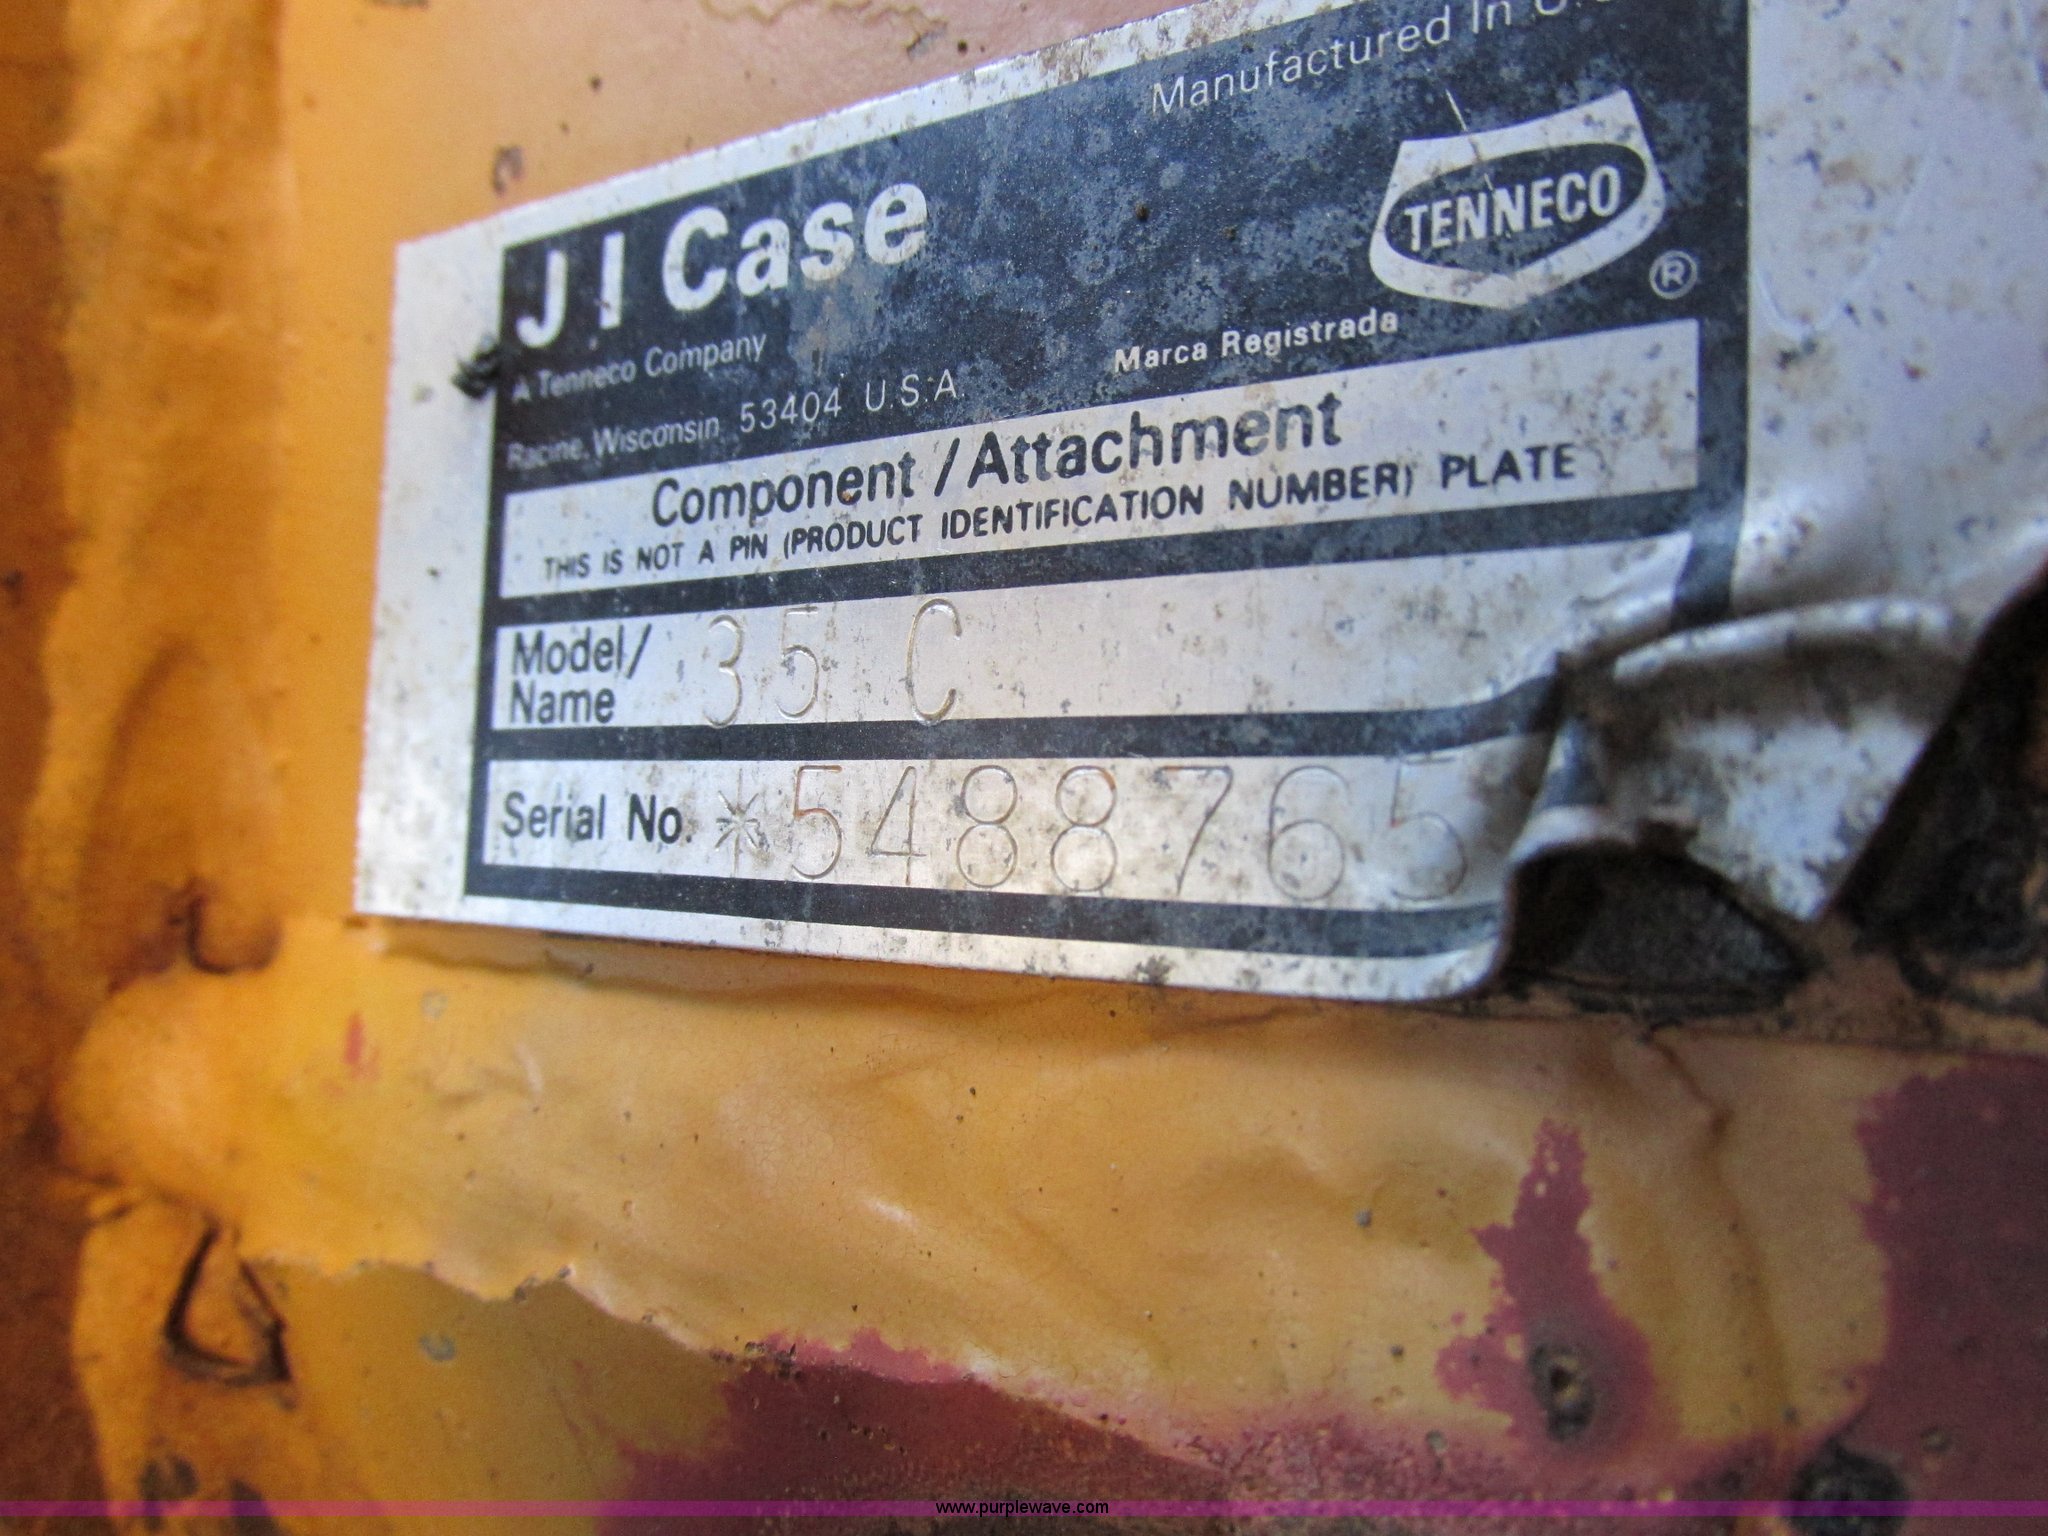 Manufactured In U.S.
J I Case
TENNECO
®
A Tenneco Company
Marca Registrada
Racine, Wisconsin 53404 U.S.A.
Component / Attachment
THIS IS NOT A PIN (PRODUCT IDENTIFICATION NUMBER) PLATE
Model/
Name 35 C
Serial No. *5488765
www.purplewave.com